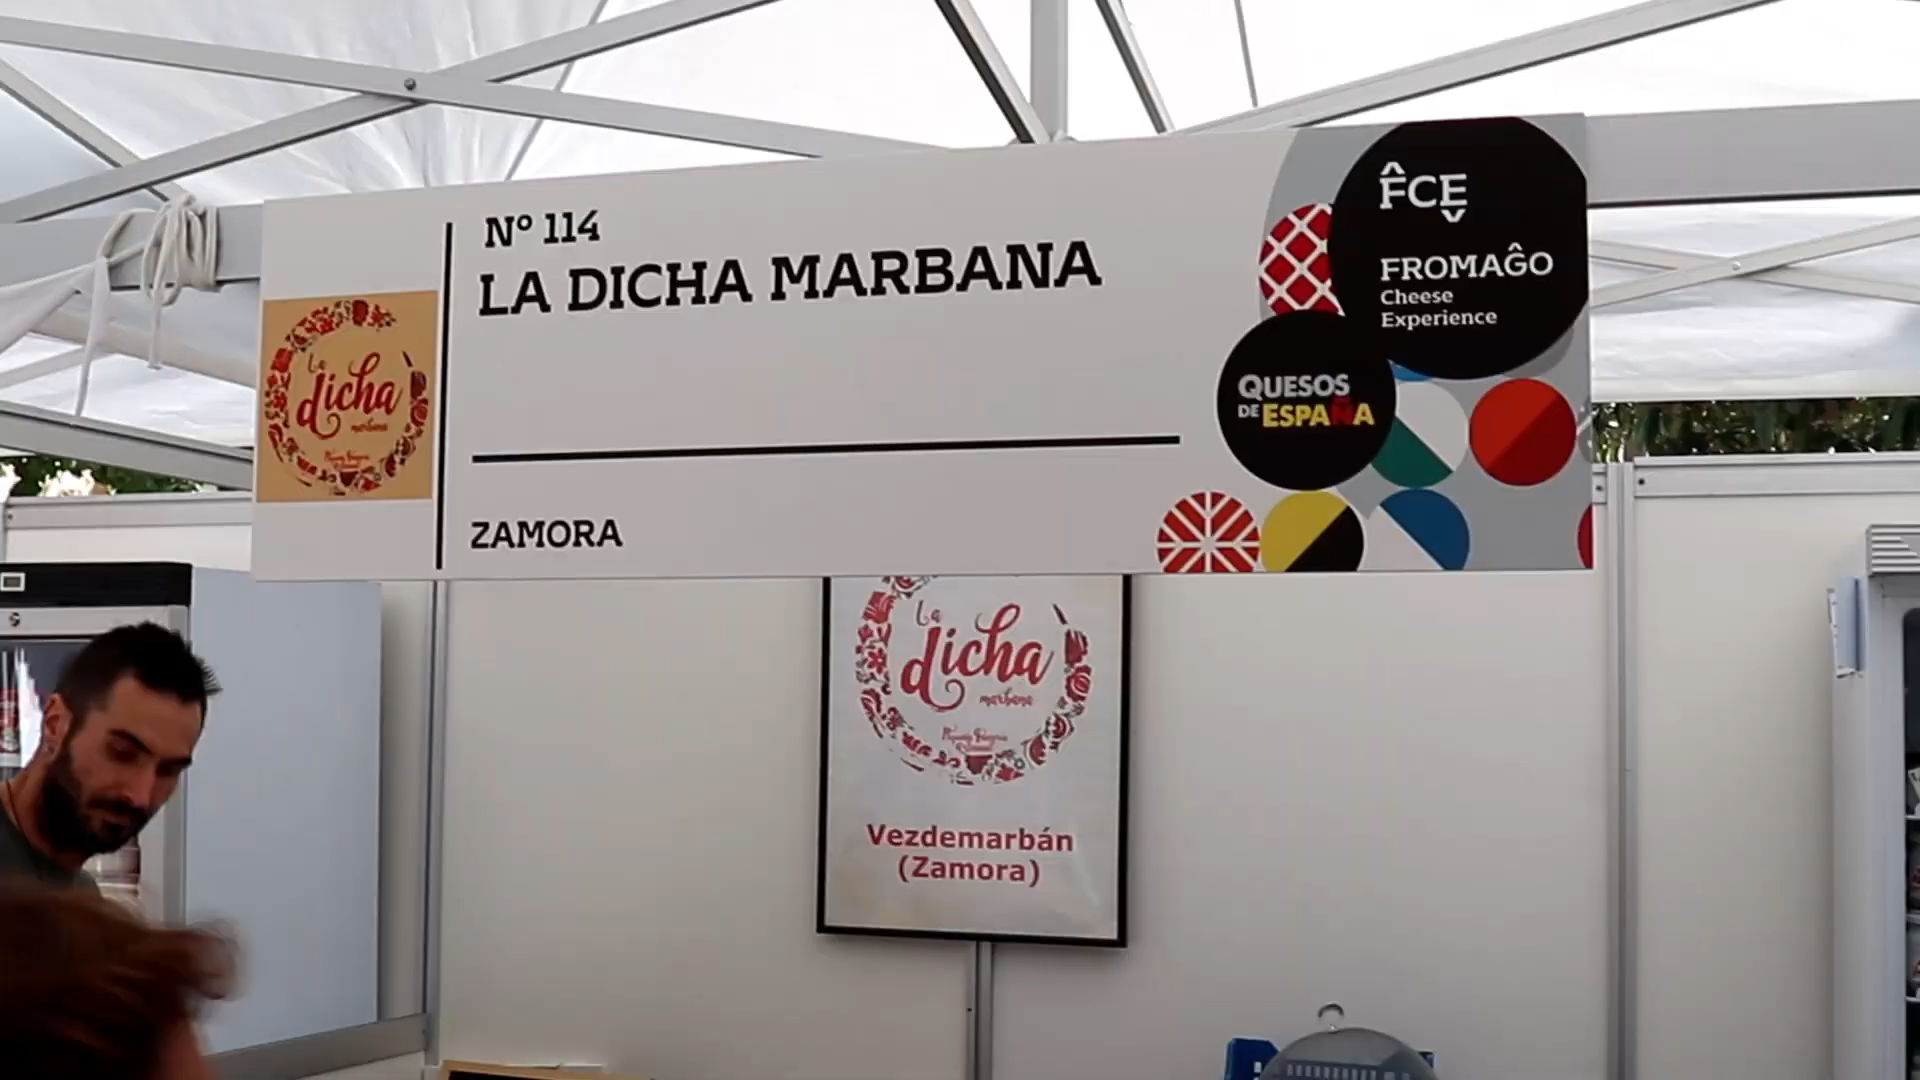 Nº 114
LA DICHA MARBANA
ZAMORA
La
dicha
marbana
FCE
FROMAĜO
Cheese
Experience
QUESOS
DE ESPAÑA
La
dicha
marbana
Vezdemarbán
(Zamora)